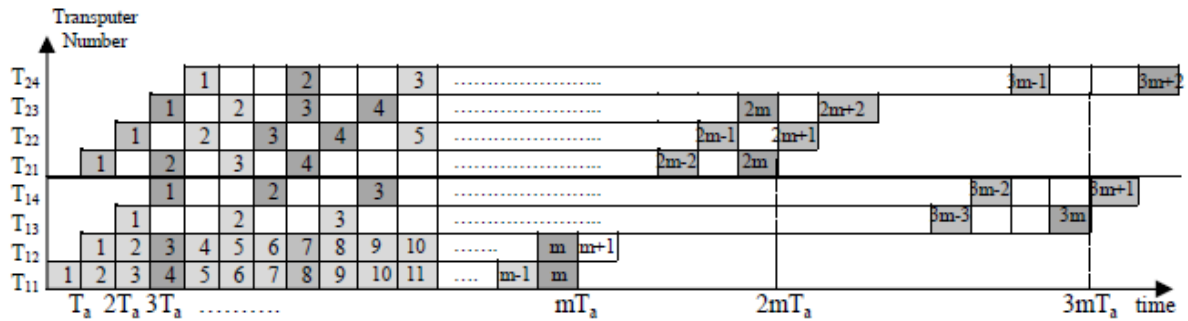 Transputer
Number
T24 1 2 3 ........................... 3m-1 3m+2
T23 1 2 3 4 ........................... 2m 2m+2
T22 1 2 3 4 5 ........................... 2m-1 2m+1
T21 1 2 3 4 ........................... 2m-2 2m
T14 1 2 3 ........................... 3m-2 3m+1
T13 1 2 3 ........................... 3m-3 3m
T12 1 2 3 4 5 6 7 8 9 10 ....... m m+1
T11 1 2 3 4 5 6 7 8 9 10 11 .... m-1 m
Ta 2Ta 3Ta .......... mTa 2mTa 3mTa time